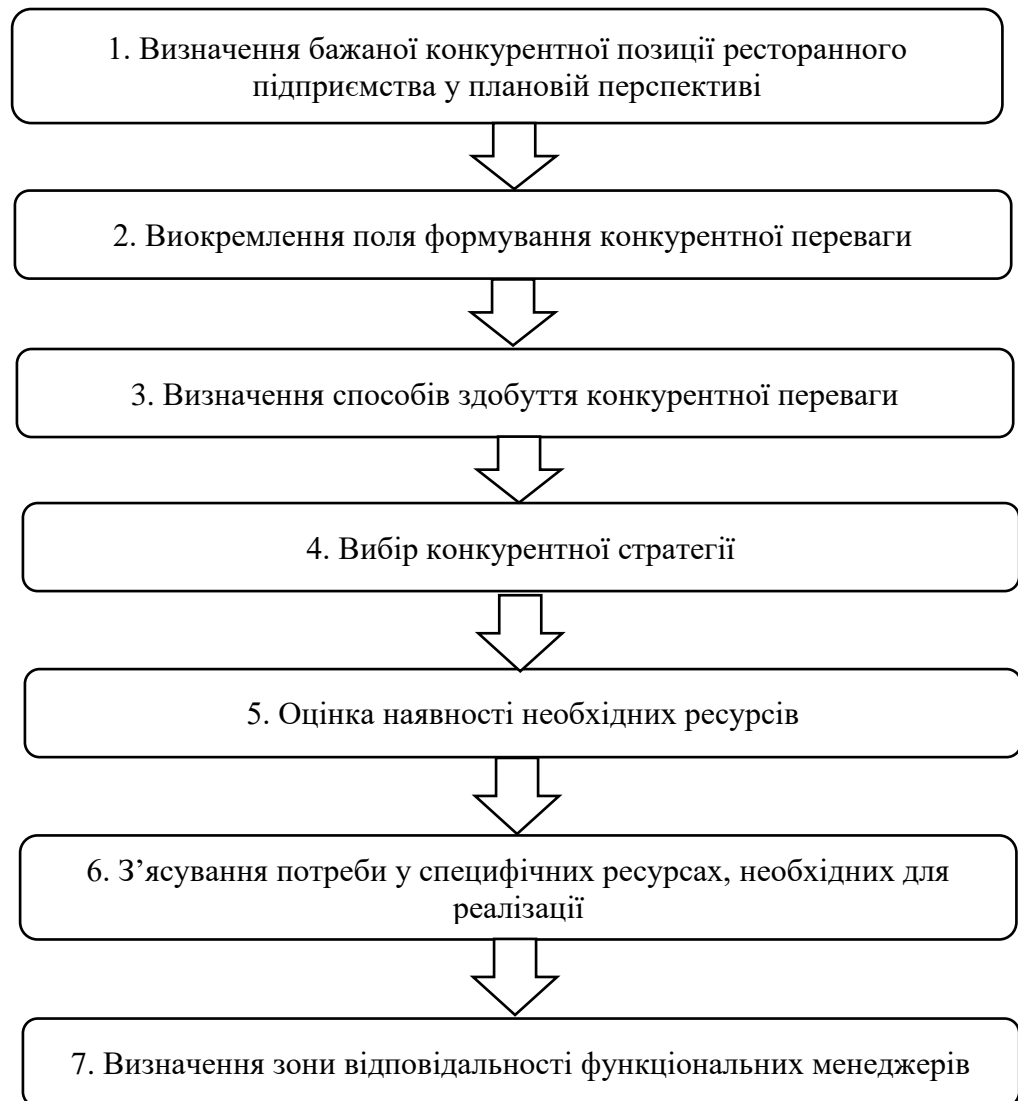 1. Визначення бажаної конкурентної позиції ресторанного
підприємства у плановій перспективі
2. Виокремлення поля формування конкурентної переваги
3. Визначення способів здобуття конкурентної переваги
4. Вибір конкурентної стратегії
5. Оцінка наявності необхідних ресурсів
6. З’ясування потреби у специфічних ресурсах, необхідних для
реалізації
7. Визначення зони відповідальності функціональних менеджерів